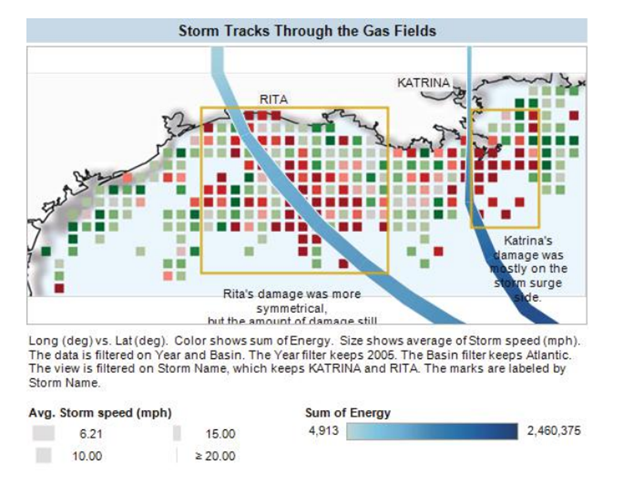 Storm Tracks Through the Gas Fields
KATRINA
RITA
Katrina's
damage was
mostly on the
storm surge
side.
Rita's damage was more
symmetrical,
but the amount of damage still
Long (deg) vs. Lat (deg). Color shows sum of Energy. Size shows average of Storm speed (mph).
The data is filtered on Year and Basin. The Year filter keeps 2005. The Basin filter keeps Atlantic.
The view is filtered on Storm Name, which keeps KATRINA and RITA. The marks are labeled by
Storm Name.
Avg. Storm speed (mph)
6.21
15.00
10.00
≥ 20.00
Sum of Energy
4,913
2,460,375